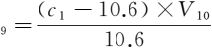 ₉ = (c₁ − 10.6) × V₁₀ / 10.6